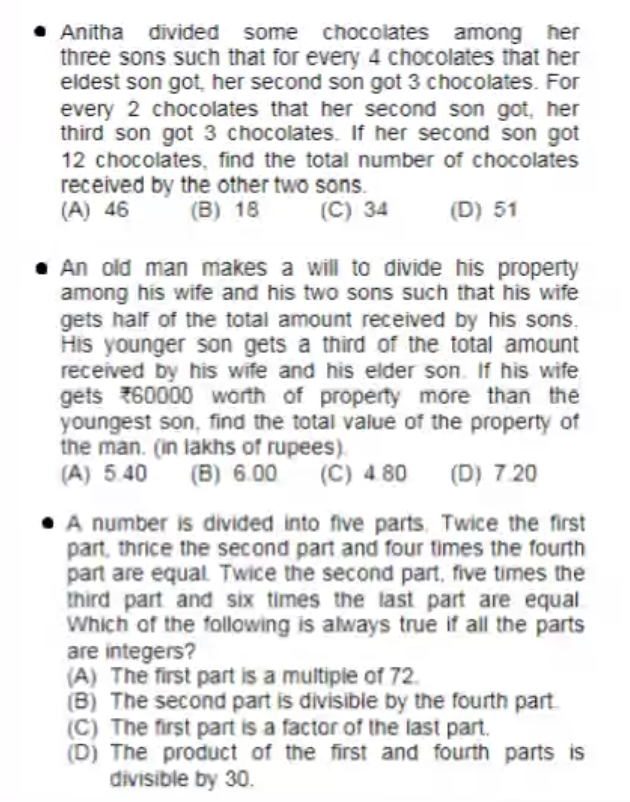 • Anitha divided some chocolates among her
three sons such that for every 4 chocolates that her
eldest son got, her second son got 3 chocolates. For
every 2 chocolates that her second son got, her
third son got 3 chocolates. If her second son got
12 chocolates, find the total number of chocolates
received by the other two sons.
(A) 46 (B) 18 (C) 34 (D) 51
• An old man makes a will to divide his property
among his wife and his two sons such that his wife
gets half of the total amount received by his sons.
His younger son gets a third of the total amount
received by his wife and his elder son. If his wife
gets ₹60000 worth of property more than the
youngest son, find the total value of the property of
the man. (in lakhs of rupees).
(A) 5.40 (B) 6.00 (C) 4.80 (D) 7.20
• A number is divided into five parts. Twice the first
part, thrice the second part and four times the fourth
part are equal. Twice the second part, five times the
third part and six times the last part are equal.
Which of the following is always true if all the parts
are integers?
(A) The first part is a multiple of 72.
(B) The second part is divisible by the fourth part.
(C) The first part is a factor of the last part.
(D) The product of the first and fourth parts is
divisible by 30.